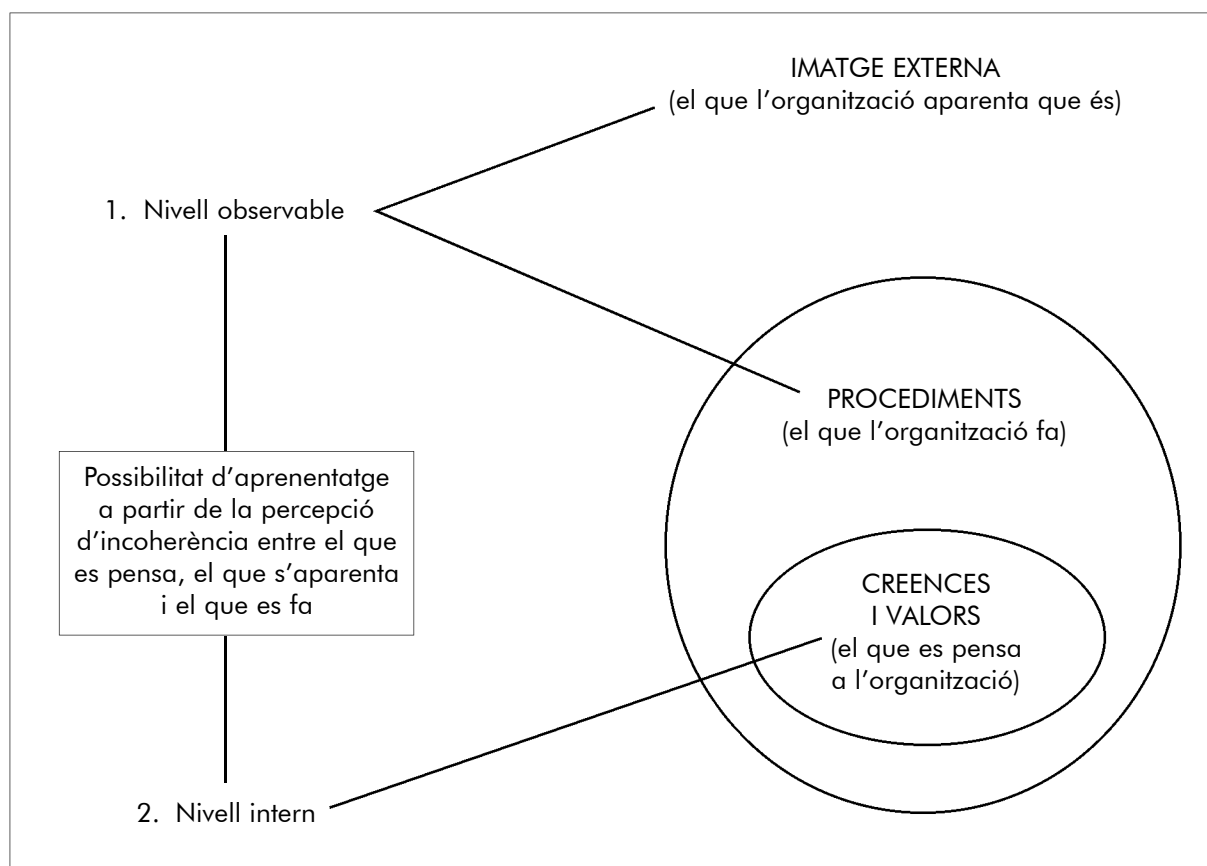 IMATGE EXTERNA
(el que l’organització aparenta que és)
1. Nivell observable
PROCEDIMENTS
(el que l’organització fa)
Possibilitat d’aprenentatge
a partir de la percepció
d’incoherència entre el que
es pensa, el que s’aparenta
i el que es fa
CREENCES
I VALORS
(el que es pensa
a l’organització)
2. Nivell intern